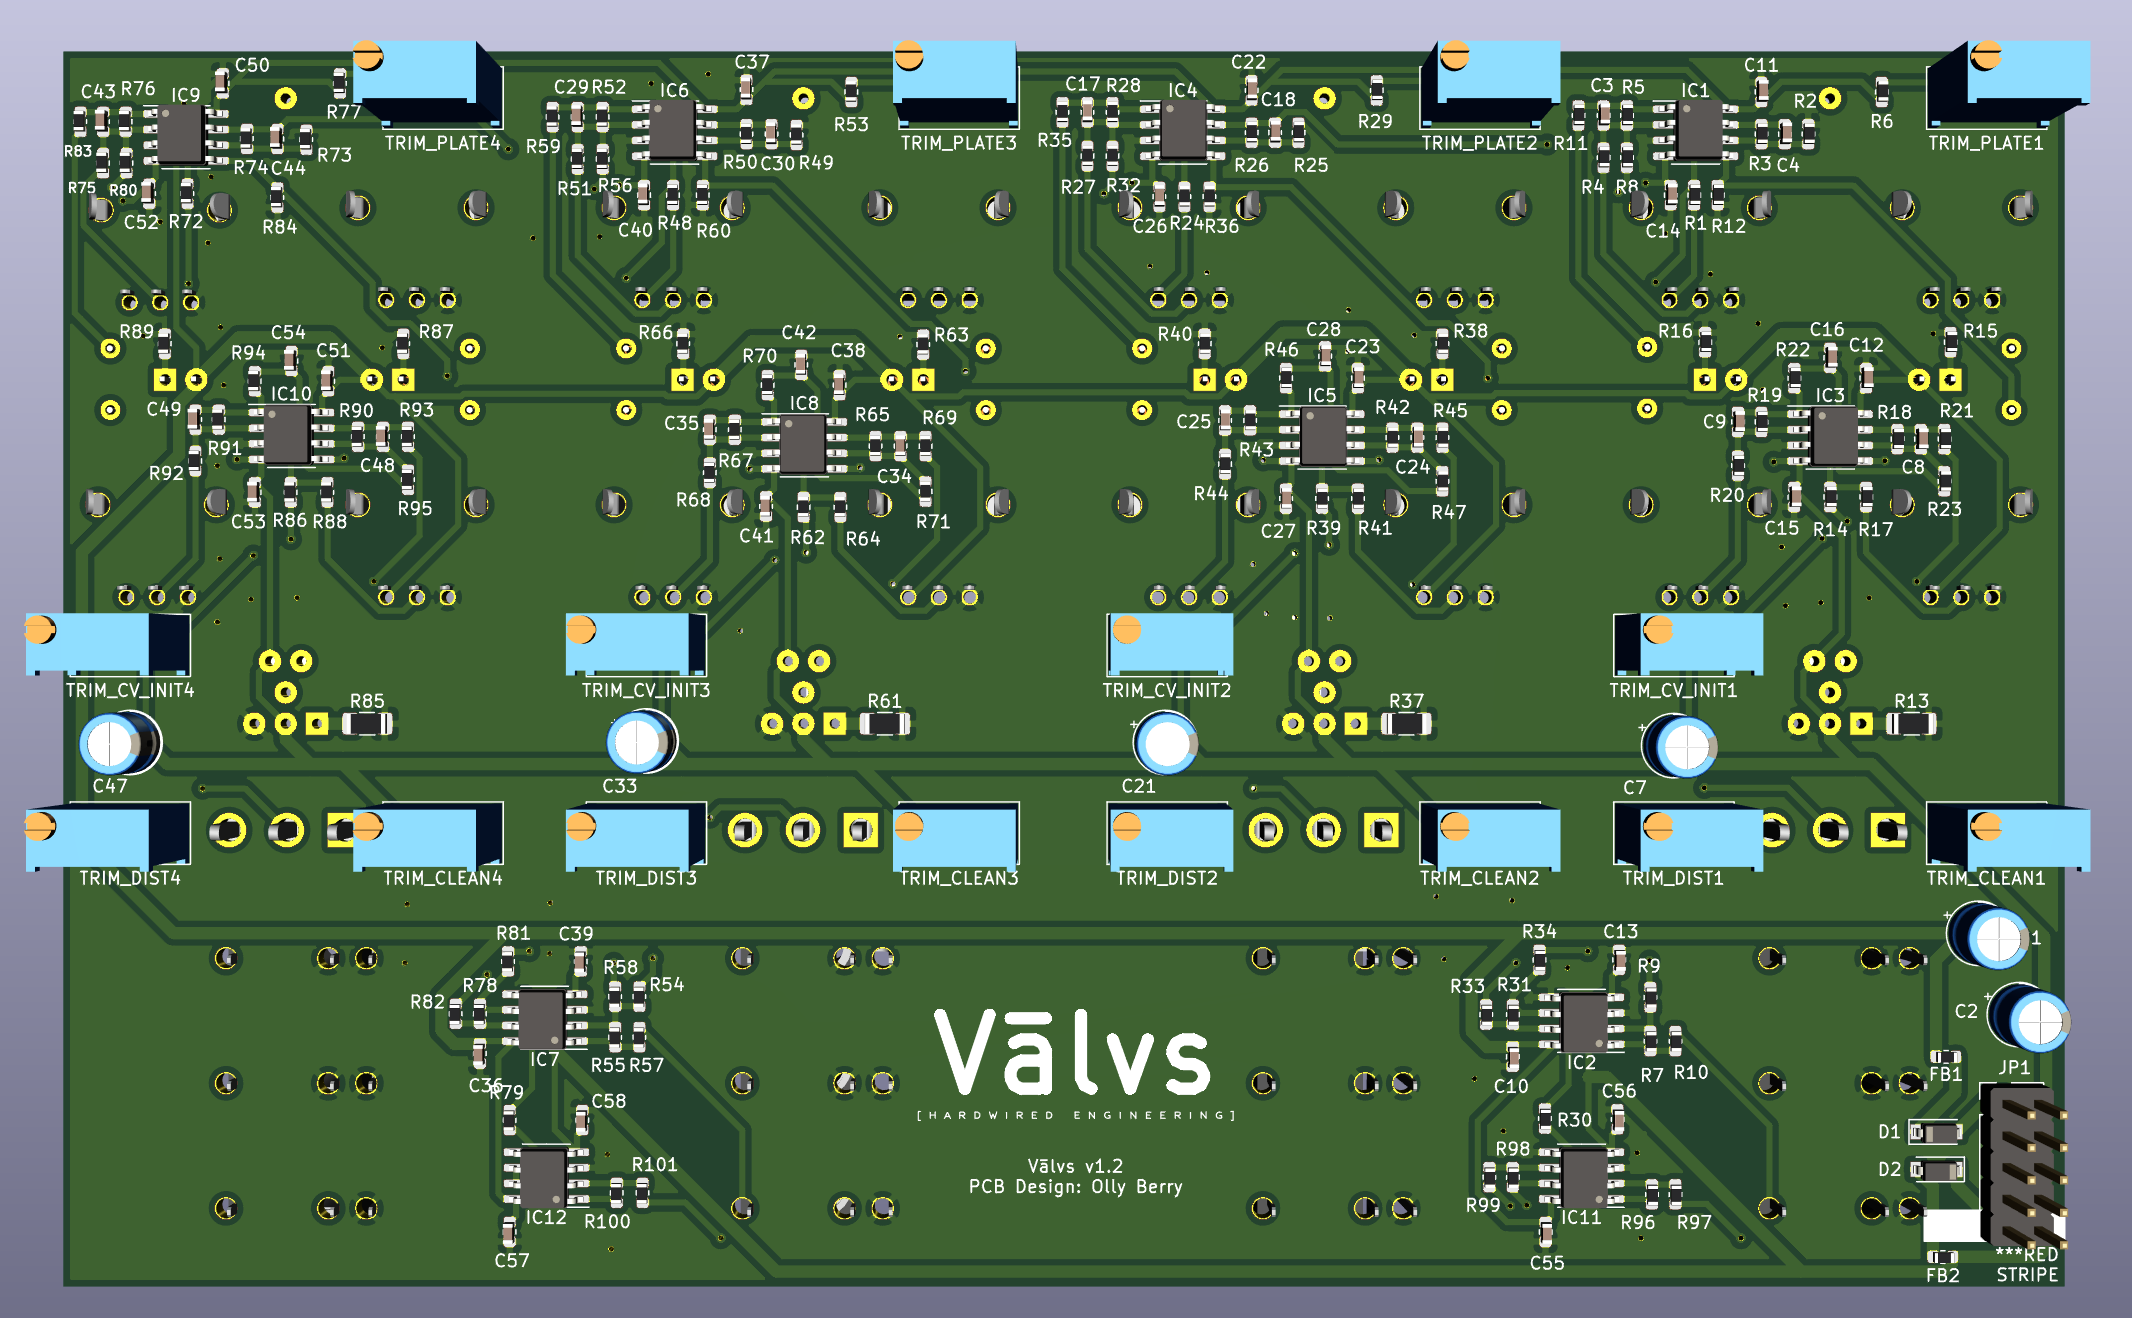 C50
C37
C22
C11
C43 R76
IC9
R77
C29 R52
IC6
R53
C17 R28
IC4
C18
R29
C3 R5
IC1
R2
R6
TRIM_PLATE4
TRIM_PLATE3
TRIM_PLATE2
TRIM_PLATE1
R83
R74 C44 R73
R59
R50 C30 R49
R35
R26 R25
R11
R3 C4
R75 R80
C52 R72
R84
R51 R56
C40 R48 R60
R27 R32
C26 R24 R36
R4 R8
C14 R1 R12
R89
C54
R87
R66
C42
R63
R40
C28
R38
R16
C16
R15
R94 C51
R70 C38
R46 C23
R22 C12
C49
IC10
R90 R93
C35
IC8
R65 R69
C25
IC5
R42 R45
C9 R19
IC3
R18 R21
R91
R92
C48
R95
R67
R68
C34
R71
R43
R44
C24
R47
R20
C8
R23
C53 R86 R88
C41 R62 R64
C27 R39 R41
C15 R14 R17
TRIM_CV_INIT4
TRIM_CV_INIT3
TRIM_CV_INIT2
TRIM_CV_INIT1
R85
R61
R37
R13
C47
C33
C21
C7
TRIM_DIST4
TRIM_CLEAN4
TRIM_DIST3
TRIM_CLEAN3
TRIM_DIST2
TRIM_CLEAN2
TRIM_DIST1
TRIM_CLEAN1
R81 C39
R34 C13
1
R58
R54
R78
R82
R9
R33 R31
C2
IC7
R55 R57
C36
IC2
R7 R10
C10
JP1
FB1
Vālvs
[HARDWIRED ENGINEERING]
R79
C58
C56
R30
D1
D2
R101
R98
Vālvs v1.2
PCB Design: Olly Berry
IC12
R100
R99
IC11
R96 R97
C57
C55
***RED
STRIPE
FB2